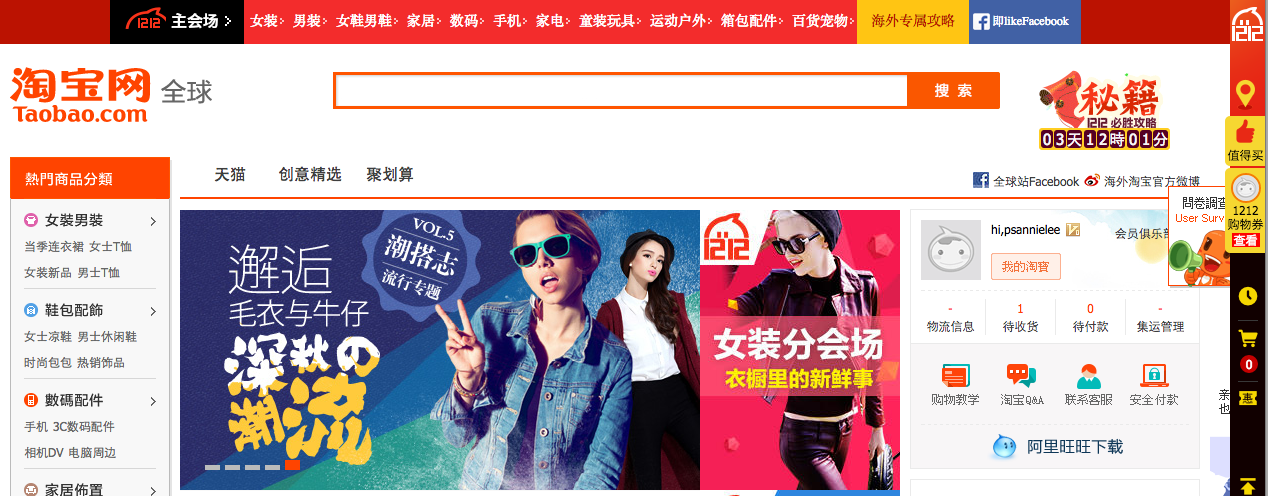 1212 主会场
女装 男装 女鞋男鞋 家居 数码 手机 家电 童装玩具 运动户外 箱包配件 百货宠物
海外专属攻略
即likeFacebook
1212
淘宝网 全球
Taobao.com
搜 索
秘籍
1212 必胜攻略
03天12時01分
值得买
熱門商品分類
天猫 创意精选 聚划算
全球站Facebook 海外淘宝官方微博
女装男裝
当季连衣裙 女士T恤
女装新品 男士T恤
鞋包配飾
女士凉鞋 男士休闲鞋
时尚包包 热销饰品
數碼配件
手机 3C数码配件
相机DV 电脑周边
家居佈置
VOL.5
潮搭志
流行专题
邂逅
毛衣与牛仔
深秋の
潮流
1212
女装分会场
衣橱里的新鲜事
hi,psannielee
会员俱乐部
我的淘寶
- 1 0 -
物流信息 待收货 待付款 集运管理
购物教学 淘宝Q&A 联系客服 安全付款
阿里旺旺下载
問卷調查
User Surv
1212
购物券
查看
0
惠
亲
也